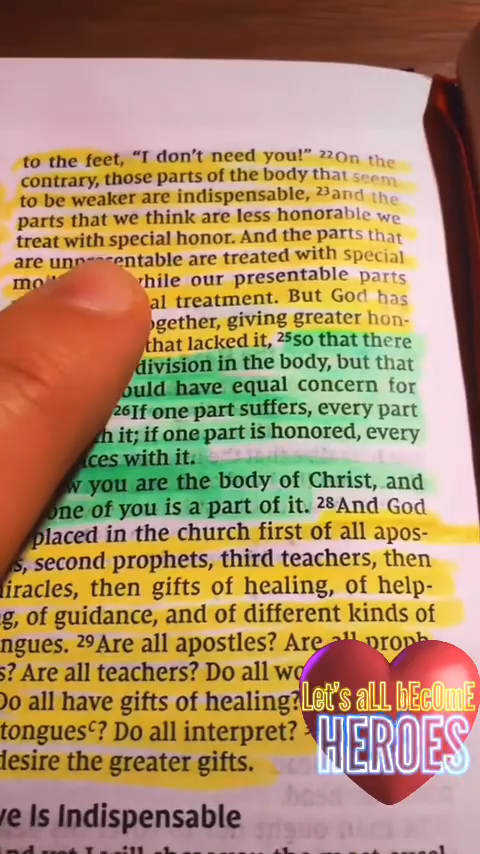 to the feet, “I don’t need you!” ²²On the
contrary, those parts of the body that seem
to be weaker are indispensable, ²³and the
parts that we think are less honorable we
treat with special honor. And the parts that
are unpresentable are treated with special
while our presentable parts
treatment. But God has
together, giving greater hon-
that lacked it, ²⁵so that there
division in the body, but that
have equal concern for
²⁶If one part suffers, every part
it; if one part is honored, every
with it.
you are the body of Christ, and
one of you is a part of it. ²⁸And God
placed in the church first of all apos-
second prophets, third teachers, then
miracles, then gifts of healing, of help-
of guidance, and of different kinds of
²⁹Are all apostles? Are all proph-
Are all teachers? Do all
Do all have gifts of healing?
tonguesᶜ? Do all interpret?
desire the greater gifts.
Is Indispensable
Let's aLL bEcOmE
HEROES